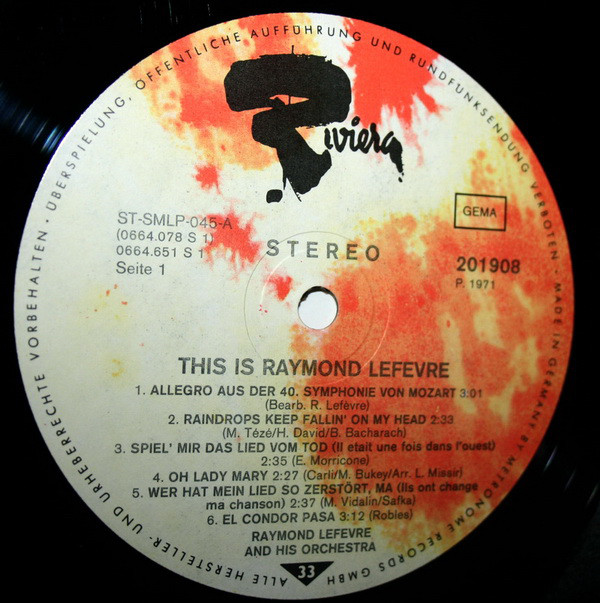 ALLE HERSTELLER- UND URHEBERRECHTE VORBEHALTEN · ÜBERSPIELUNG, ÖFFENTLICHE AUFFÜHRUNG UND RUNDFUNKSENDUNG VERBOTEN · MADE IN GERMANY BY METRONOME RECORDS GMBH
Riviera
ST-SMLP-045-A
(0664.078 S 1)
0664.651 S 1
Seite 1
STEREO
GEMA
201908
P. 1971
THIS IS RAYMOND LEFEVRE
1. ALLEGRO AUS DER 40. SYMPHONIE VON MOZART 3:01
(Bearb. R. Lefèvre)
2. RAINDROPS KEEP FALLIN' ON MY HEAD 2:33
(M. Tézé/H. David/B. Bacharach)
3. SPIEL' MIR DAS LIED VOM TOD (Il etait une fois dans l'ouest)
2:35 (E. Morricone)
4. OH LADY MARY 2:27 (Carli/M. Bukey/Arr. L. Missir)
5. WER HAT MEIN LIED SO ZERSTÖRT, MA (Ils ont change
ma chanson) 2:37 (M. Vidalin/Safka)
6. EL CONDOR PASA 3:12 (Robles)
RAYMOND LEFEVRE
AND HIS ORCHESTRA
33